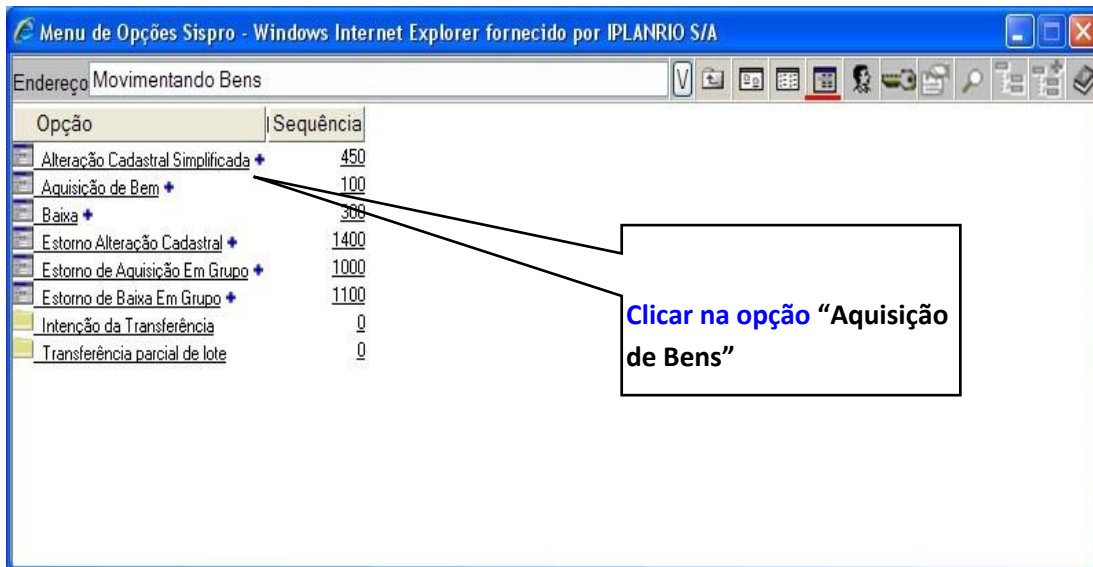 Menu de Opções Sispro - Windows Internet Explorer fornecido por IPLANRIO S/A
Endereço Movimentando Bens V
Opção Sequência
Alteração Cadastral Simplificada 450
Aquisição de Bem 100
Baixa 300
Estorno Alteração Cadastral 1400
Estorno de Aquisição Em Grupo 1000
Estorno de Baixa Em Grupo 1100
Intenção da Transferência 0
Transferência parcial de lote 0
Clicar na opção “Aquisição
de Bens”